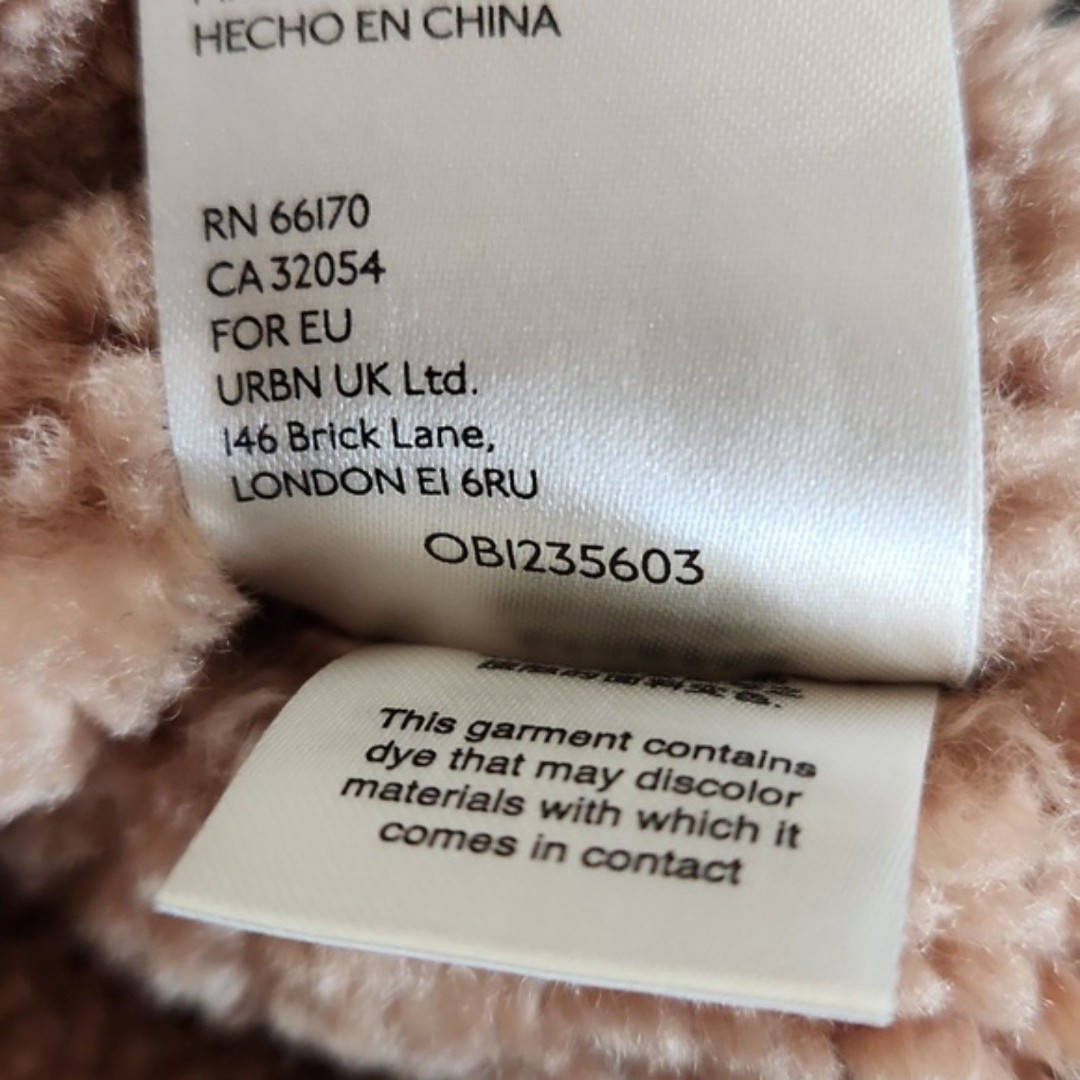 HECHO EN CHINA
RN 66170
CA 32054
FOR EU
URBN UK Ltd.
146 Brick Lane,
LONDON E1 6RU
OB1235603
This garment contains
dye that may discolor
materials with which it
comes in contact